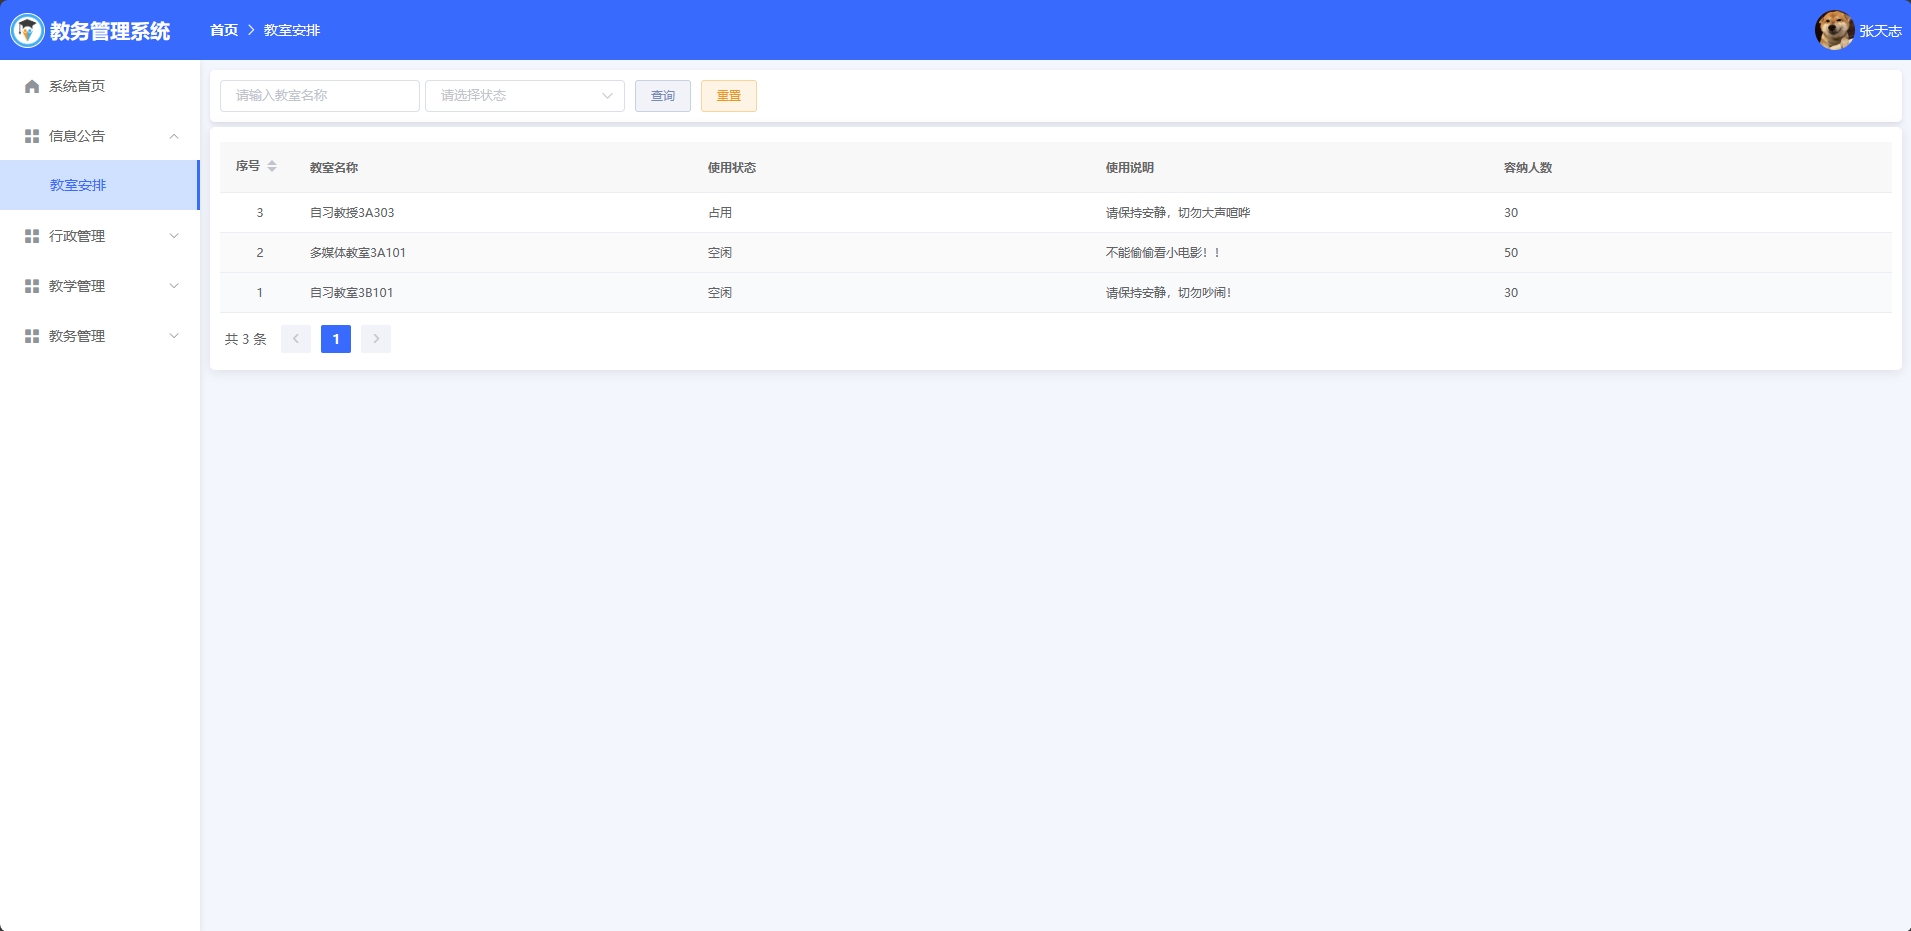 教务管理系统
首页 > 教室安排
张天志
系统首页
信息公告
教室安排
行政管理
教学管理
教务管理
请输入教室名称 请选择状态 查询 重置
序号 教室名称 使用状态 使用说明 容纳人数
3 自习教授3A303 占用 请保持安静，切勿大声喧哗 30
2 多媒体教室3A101 空闲 不能偷偷看小电影！！ 50
1 自习教室3B101 空闲 请保持安静，切勿吵闹！ 30
共 3 条 < 1 >